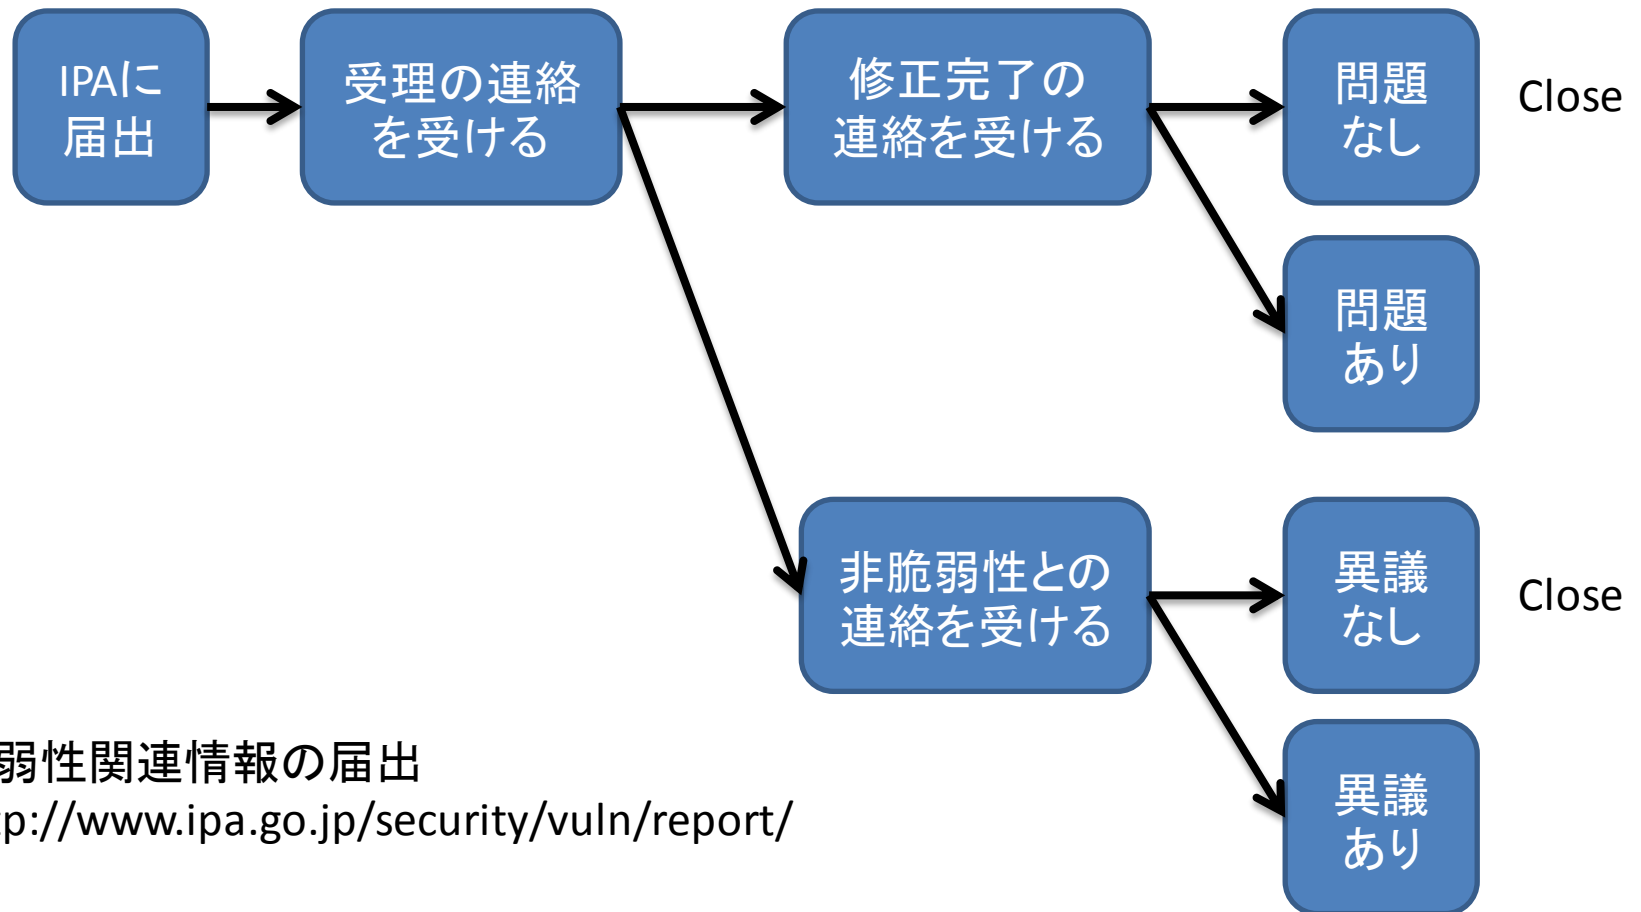 IPAに
届出
受理の連絡
を受ける
修正完了の
連絡を受ける
問題
なし
Close
問題
あり
非脆弱性との
連絡を受ける
異議
なし
Close
異議
あり
弱性関連情報の届出
tp://www.ipa.go.jp/security/vuln/report/